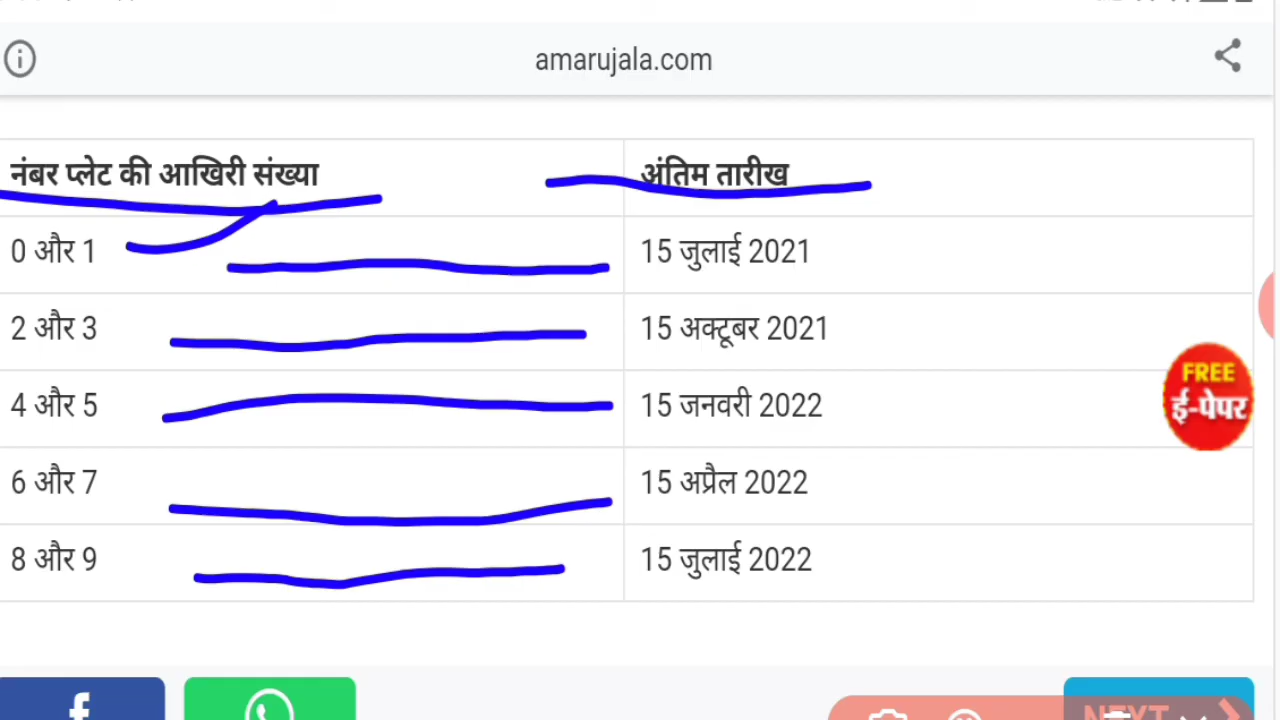 amarujala.com
नंबर प्लेट की आखिरी संख्या अंतिम तारीख
0 और 1 15 जुलाई 2021
2 और 3 15 अक्टूबर 2021
4 और 5 15 जनवरी 2022
6 और 7 15 अप्रैल 2022
8 और 9 15 जुलाई 2022
FREE
ई-पेपर
NEXT